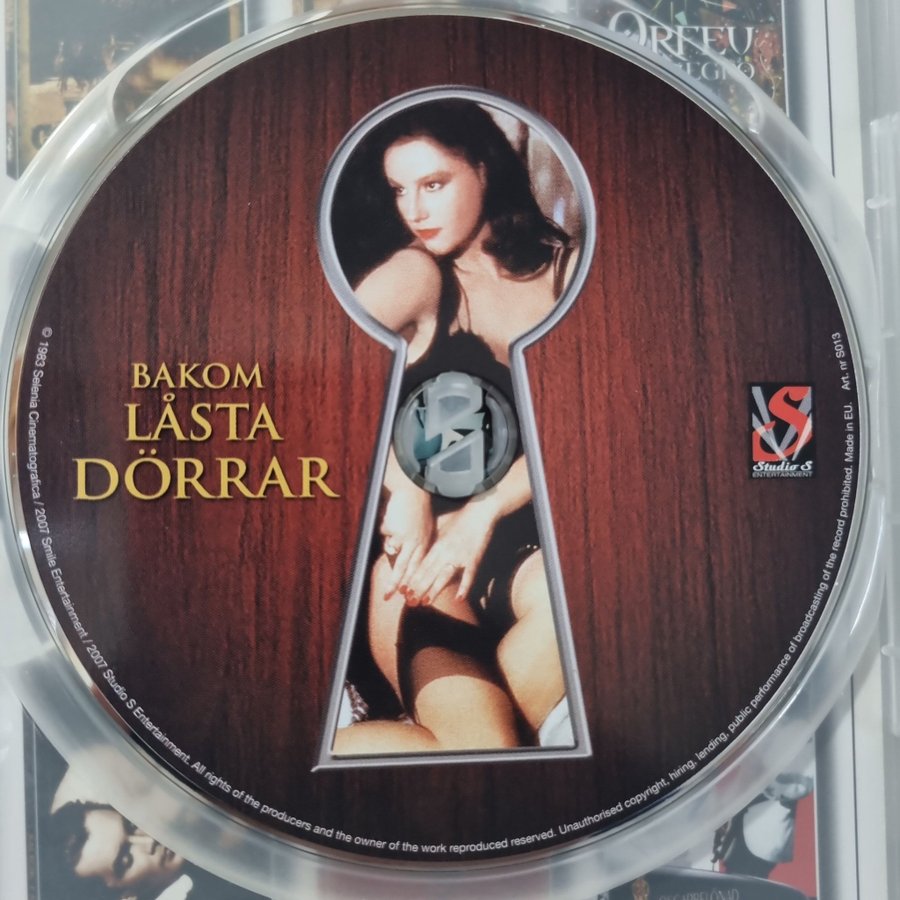 ORFEU
NEGRO
BAKOM
LÅSTA
DÖRRAR
S
Studio S
ENTERTAINMENT
© 1983 Selenia Cinematografica / 2007 Smile Entertainment / 2007 Studio S Entertainment. All rights of the producers and the owner of the work reproduced reserved. Unauthorised copyright, hiring, lending, public performance of broadcasting of the record prohibited. Made in EU. Art. nr S013